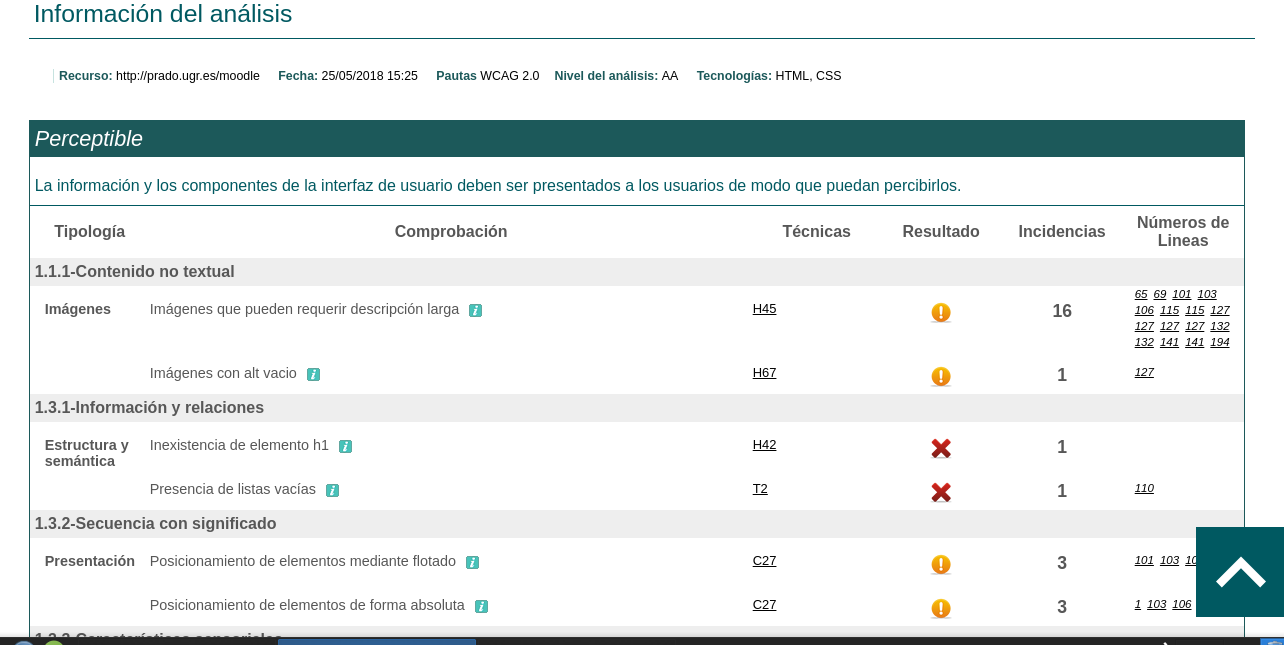 Información del análisis
Recurso: http://prado.ugr.es/moodle Fecha: 25/05/2018 15:25 Pautas WCAG 2.0 Nivel del análisis: AA Tecnologías: HTML, CSS
Perceptible
La información y los componentes de la interfaz de usuario deben ser presentados a los usuarios de modo que puedan percibirlos.
Tipología Comprobación Técnicas Resultado Incidencias Números de Lineas
1.1.1-Contenido no textual
Imágenes Imágenes que pueden requerir descripción larga H45 16 65 69 101 103
106 115 115 127
127 127 127 132
132 141 141 194
Imágenes con alt vacio H67 1 127
1.3.1-Información y relaciones
Estructura y semántica Inexistencia de elemento h1 H42 1
Presencia de listas vacías T2 1 110
1.3.2-Secuencia con significado
Presentación Posicionamiento de elementos mediante flotado C27 3 101 103
Posicionamiento de elementos de forma absoluta C27 3 1 103 106
1.3.3-Características sensoriales